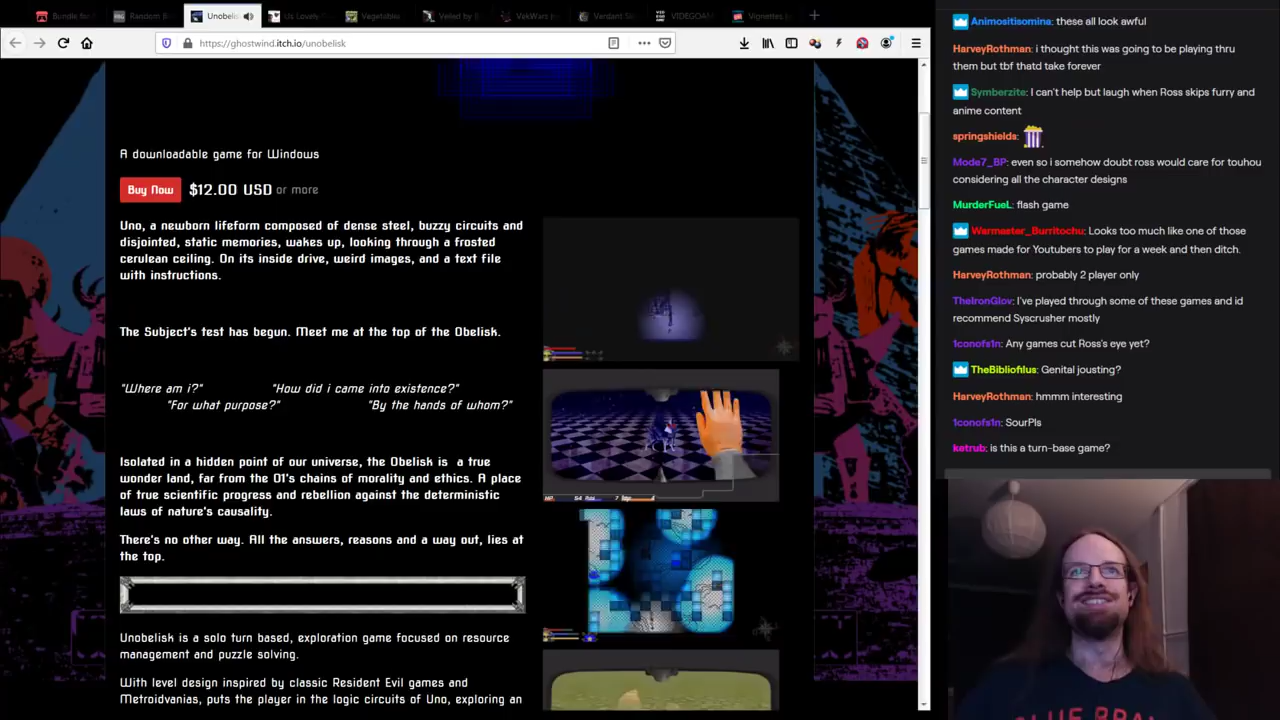 Bundle for
Random B
Unobelis
Us Lovely
Vegetables
Veiled by
VakWars
Verdant S
VIDEOGAM
Vignettes
https://ghostwind.itch.io/unobelisk
A downloadable game for Windows
Buy Now $12.00 USD or more
Uno, a newborn lifeform composed of dense steel, buzzy circuits and
disjointed, static memories, wakes up, looking through a frosted
cerulean ceiling. On its inside drive, weird images, and a text file
with instructions.
The Subject's test has begun. Meet me at the top of the Obelisk.
"Where am i?" "How did i came into existence?"
"For what purpose?" "By the hands of whom?"
Isolated in a hidden point of our universe, the Obelisk is a true
wonder land, far from the 01's chains of morality and ethics. A place
of true scientific progress and rebellion against the deterministic
laws of nature's causality.
There's no other way. All the answers, reasons and a way out, lies at
the top.
Unobelisk is a solo turn based, exploration game focused on resource
management and puzzle solving.
With level design inspired by classic Resident Evil games and
Metroidvanias, puts the player in the logic circuits of Uno, exploring an
Animositisomina: these all look awful
HarveyRothman: i thought this was going to be playing thru
them but tbf thatd take forever
Symberzite: I can't help but laugh when Ross skips furry and
anime content
springshields:
Mode7_BP: even so i somehow doubt ross would care for touhou
considering all the character designs
MurderFueL: flash game
Warmaster_Burritochu: Looks too much like one of those
games made for Youtubers to play for a week and then ditch.
HarveyRothman: probably 2 player only
TheIronGlov: I've played through some of these games and id
recommend Syscrusher mostly
1conofs1n: Any games cut Ross's eye yet?
TheBibliofilus: Genital jousting?
HarveyRothman: hmmm interesting
1conofs1n: SourPls
ketrub: is this a turn-base game?